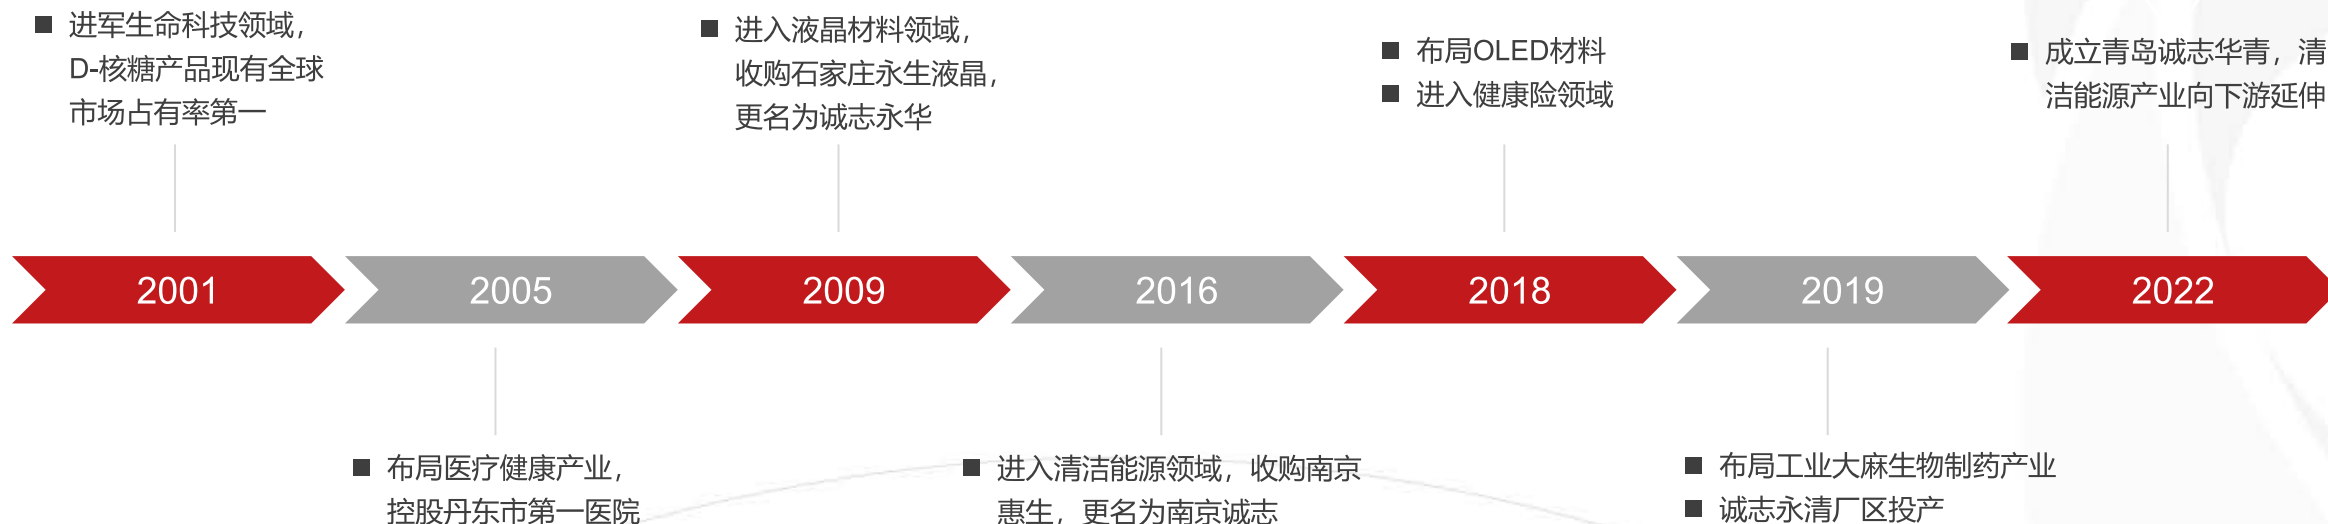 ■ 进军生命科技领域，
D-核糖产品现有全球
市场占有率第一
■ 进入液晶材料领域，
收购石家庄永生液晶，
更名为诚志永华
■ 布局OLED材料
■ 进入健康险领域
■ 成立青岛诚志华青，清
洁能源产业向下游延伸
2001
2005
2009
2016
2018
2019
2022
■ 布局医疗健康产业，
控股丹东市第一医院
■ 进入清洁能源领域，收购南京
惠生，更名为南京诚志
■ 布局工业大麻生物制药产业
■ 诚志永清厂区投产